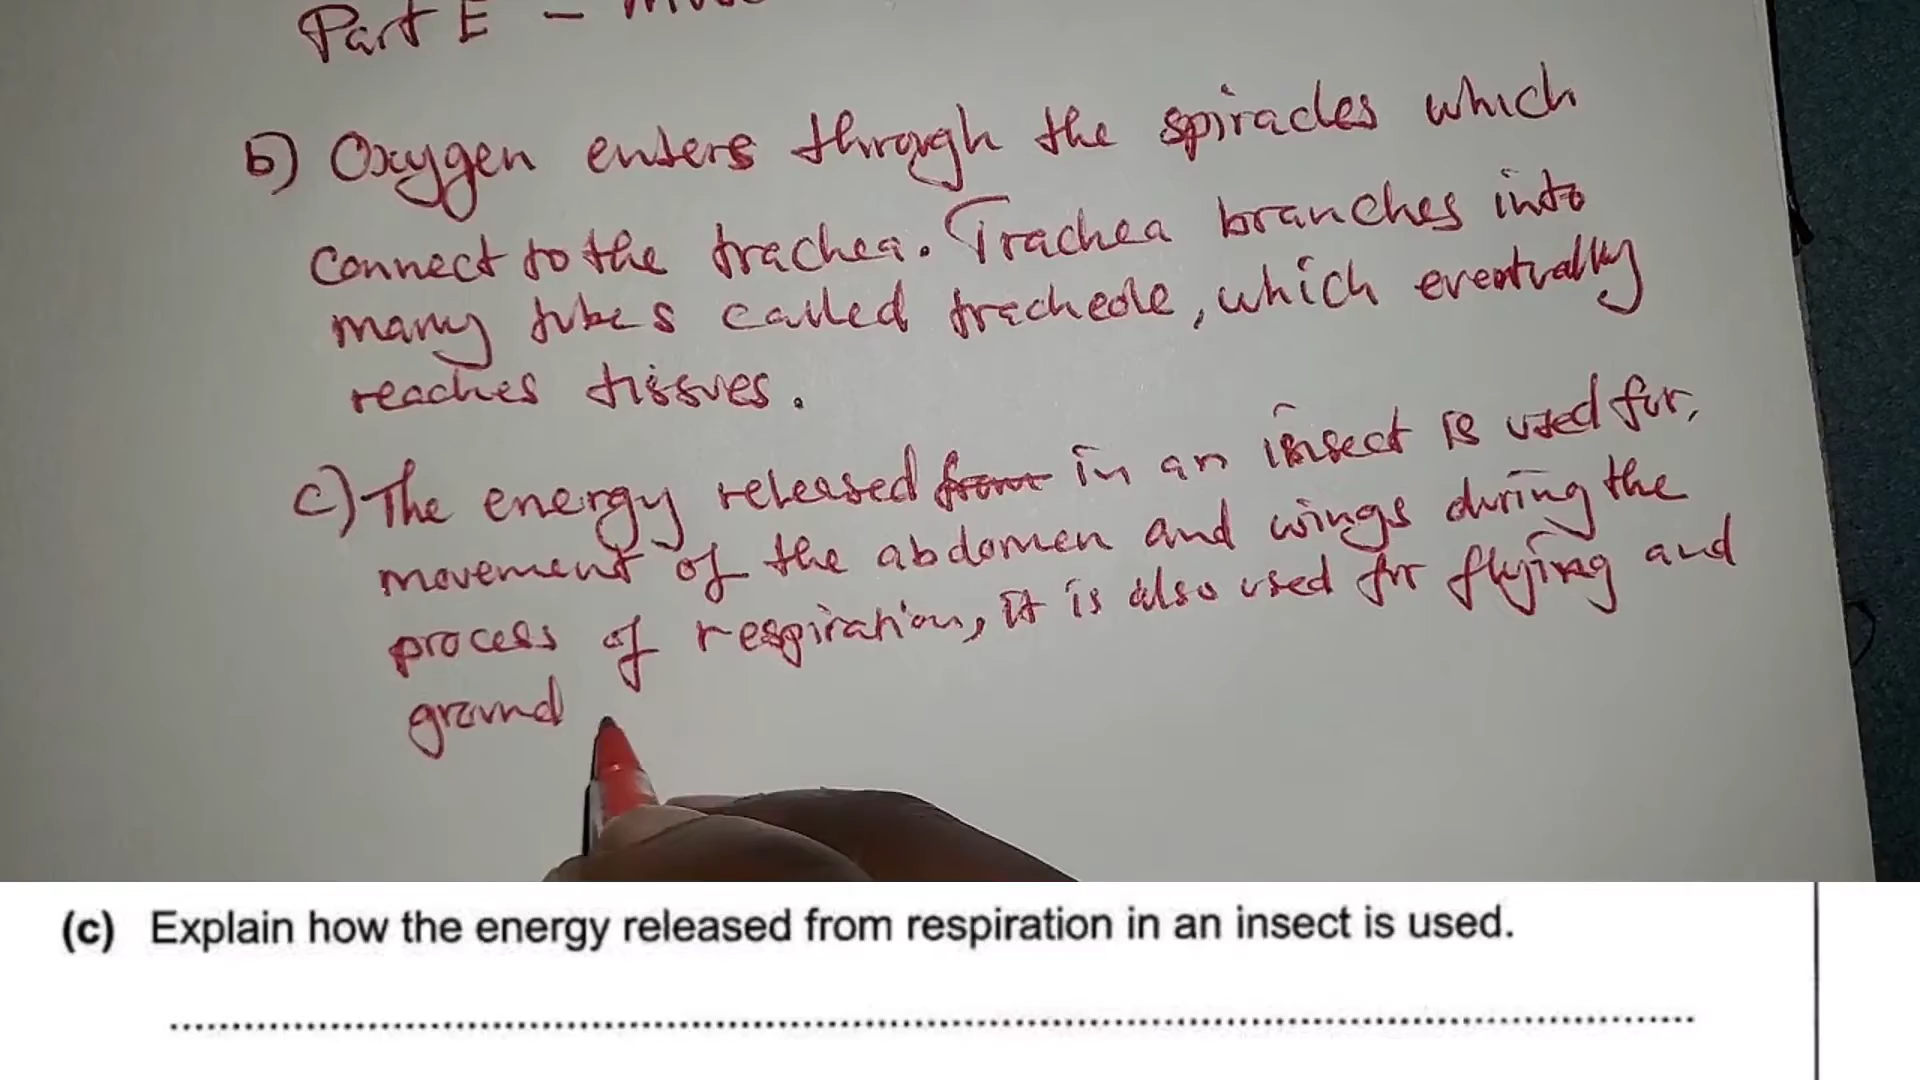 Part E -
b) Oxygen enters through the spiracles which
connect to the trachea. Trachea branches into
many tubes called tracheole, which eventually
reaches tissues.
c) The energy released from in an insect is used for,
movement of the abdomen and wings during the
process of respiration, it is also used for flying and
ground
(c) Explain how the energy released from respiration in an insect is used.